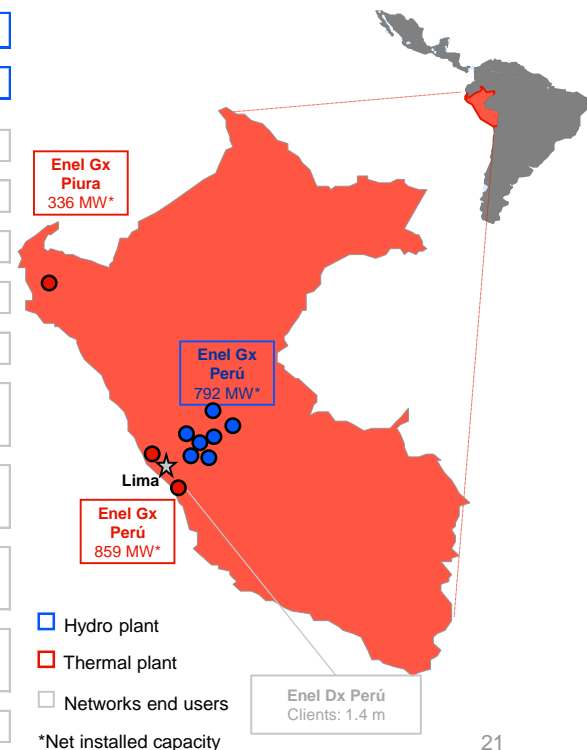 Enel Gx
Piura
336 MW*
Enel Gx
Perú
792 MW*
Lima
Enel Gx
Perú
859 MW*
Hydro plant
Thermal plant
Networks end users
Enel Dx Perú
Clients: 1.4 m
*Net installed capacity
21